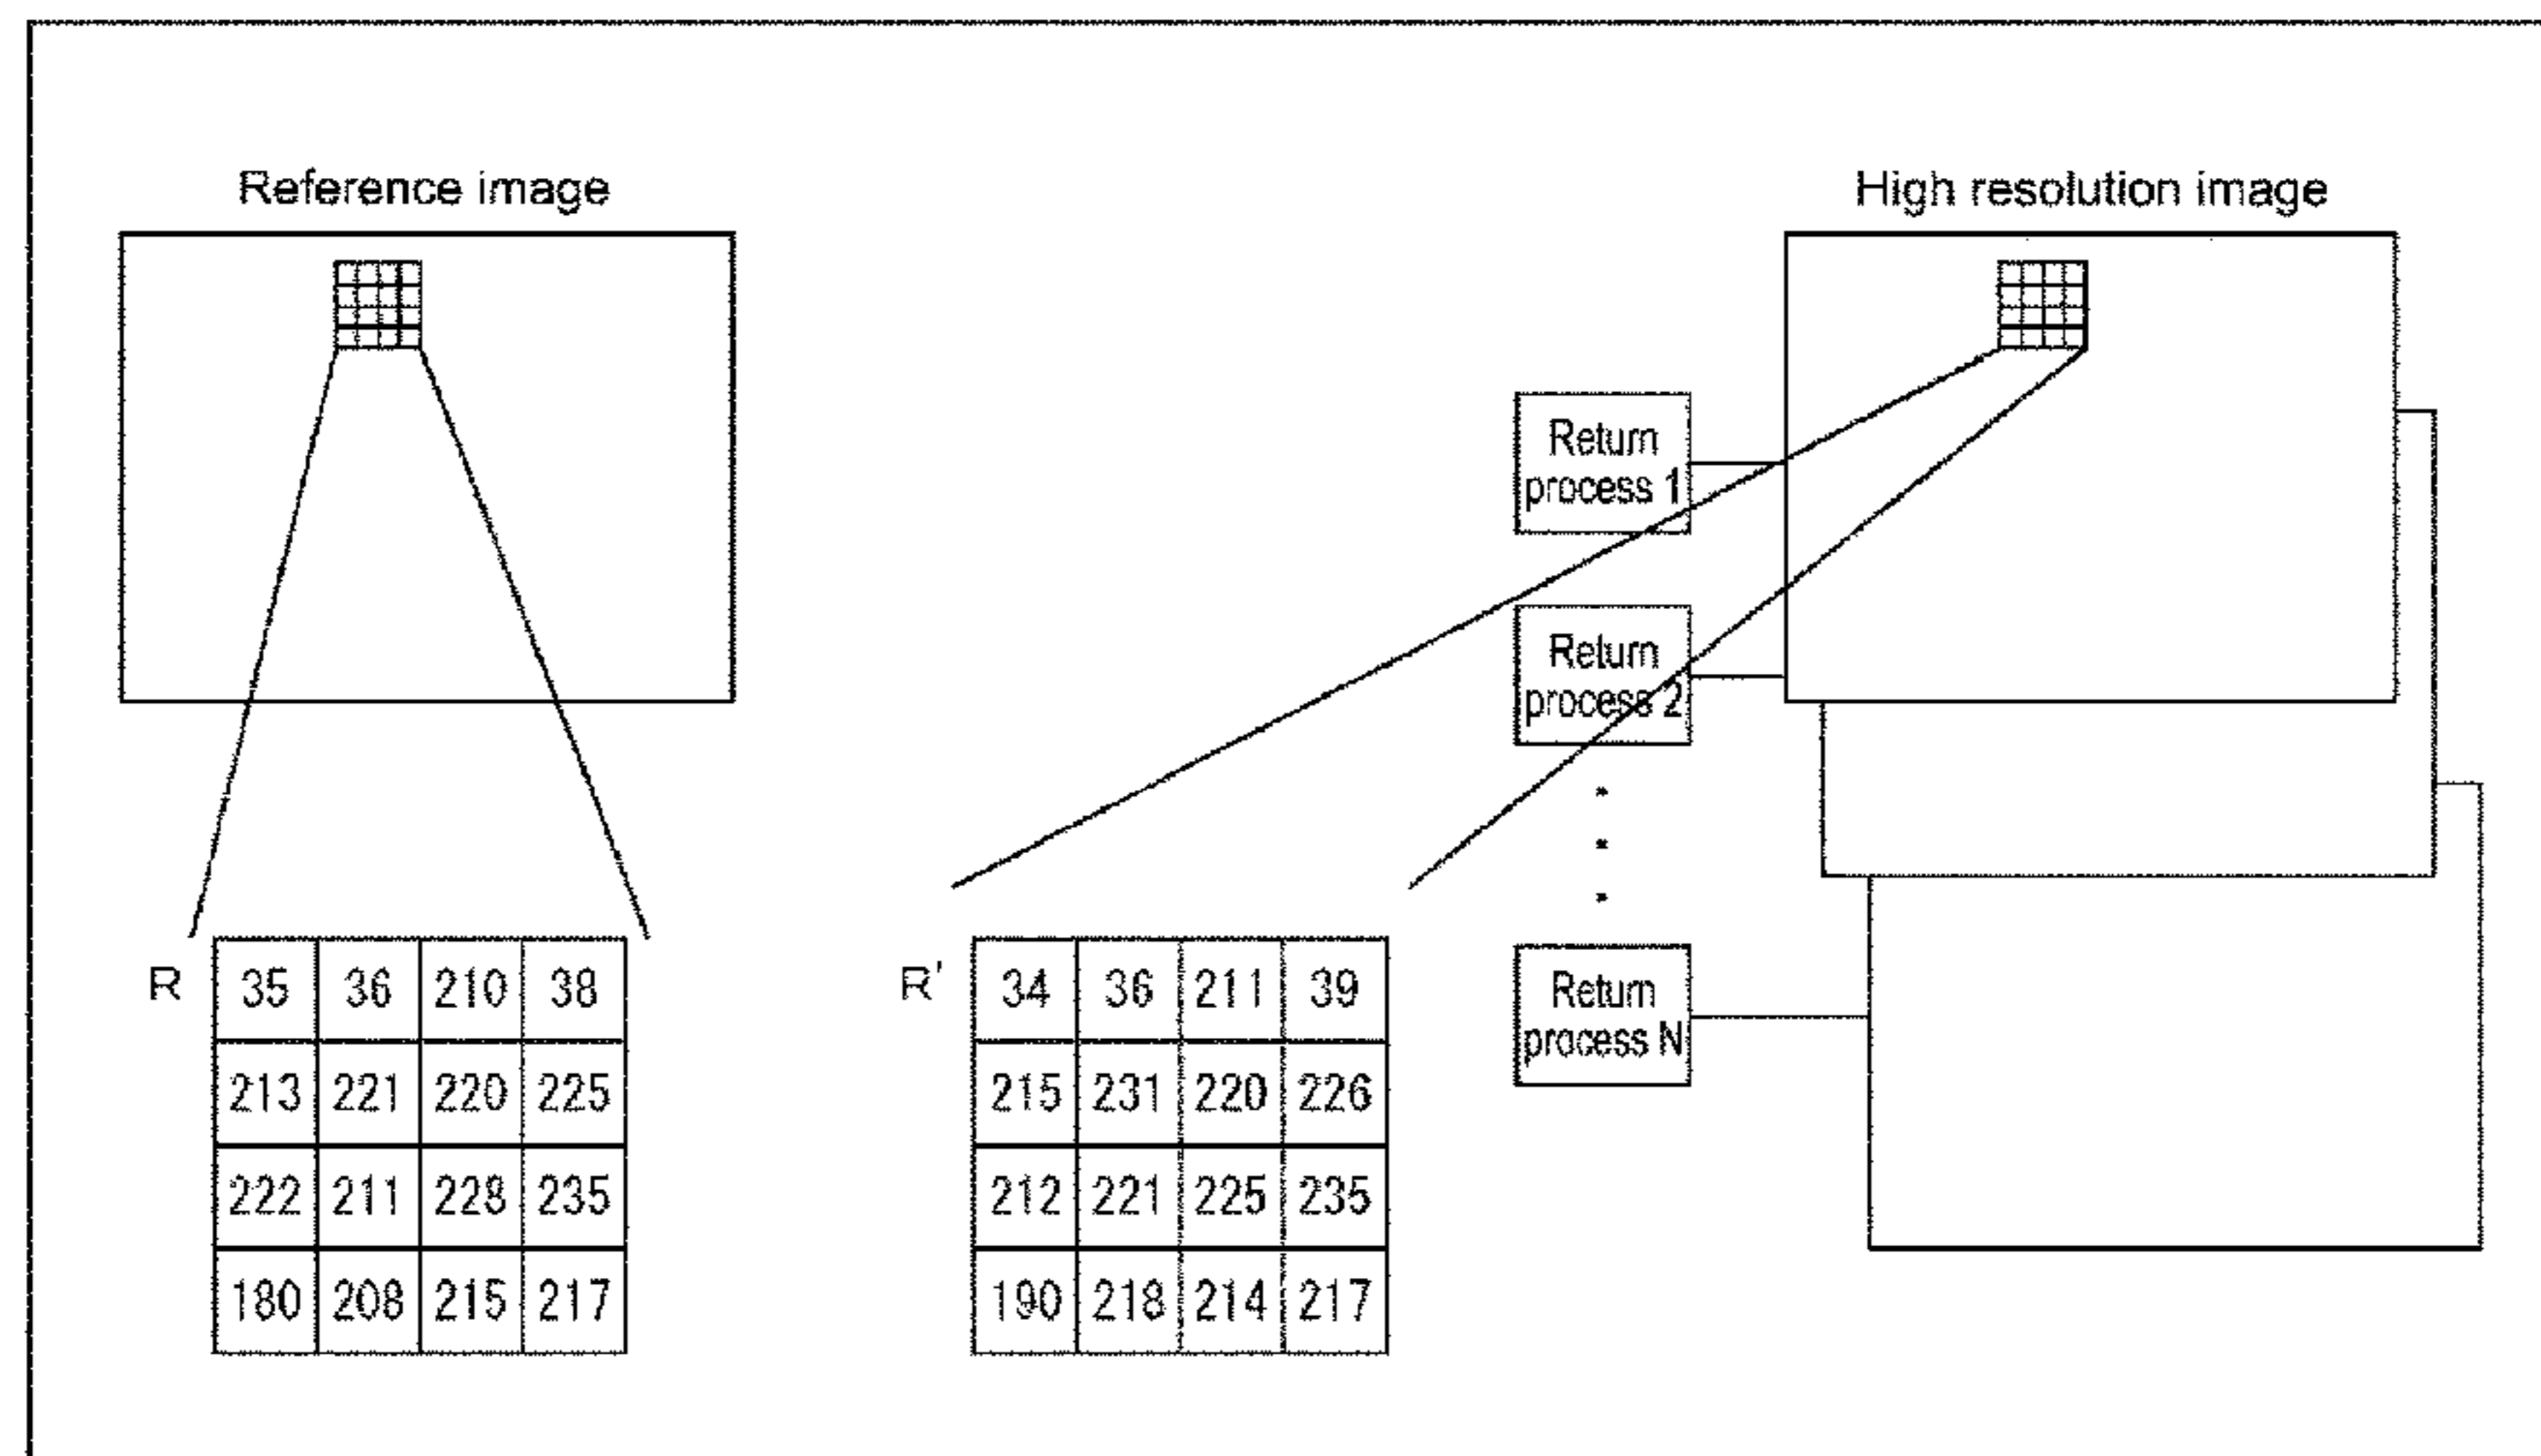 Reference image
High resolution image
Return
process 1
Return
process 2
Return
process N
R
35 36 210 38
213 221 220 225
222 211 228 235
180 208 215 217
R'
34 36 211 39
215 231 220 226
212 221 225 235
190 218 214 217